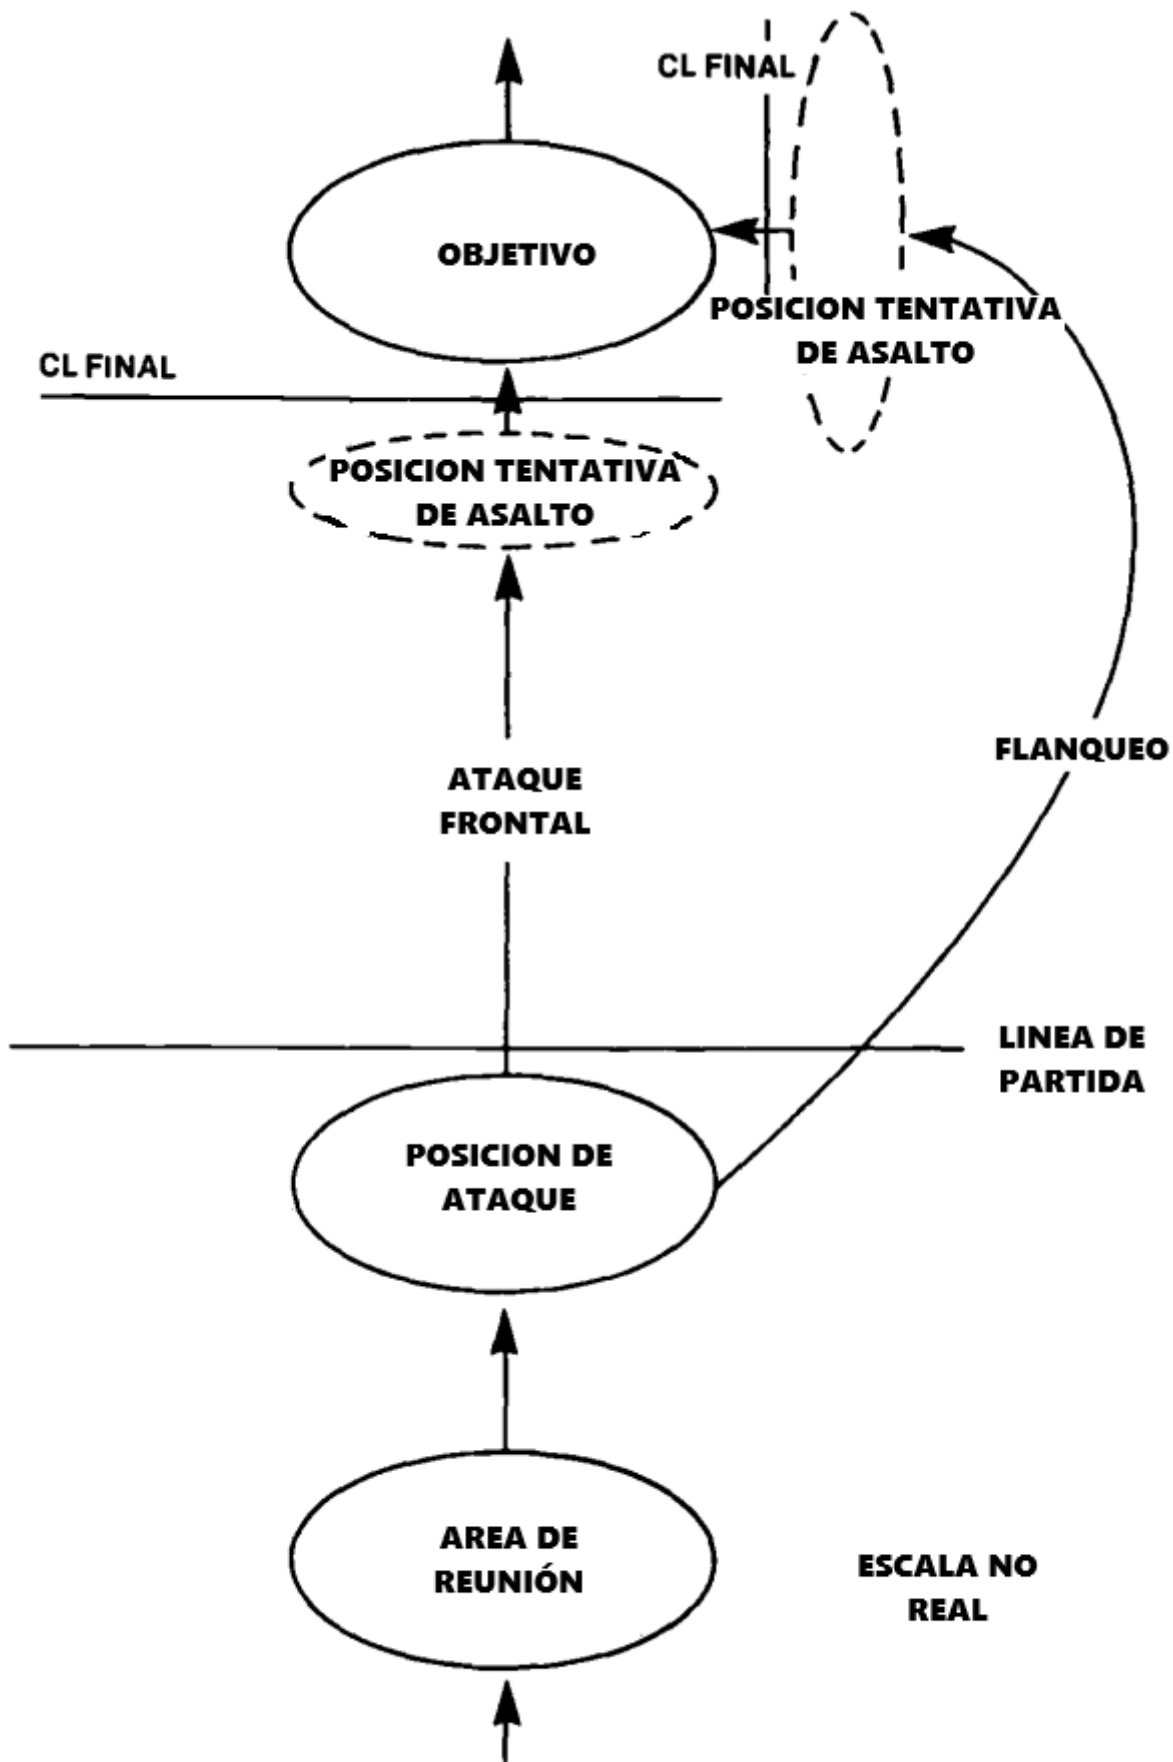 CL FINAL
OBJETIVO
POSICION TENTATIVA
DE ASALTO
CL FINAL
POSICION TENTATIVA
DE ASALTO
FLANQUEO
ATAQUE
FRONTAL
LINEA DE
PARTIDA
POSICION DE
ATAQUE
AREA DE
REUNIÓN
ESCALA NO
REAL